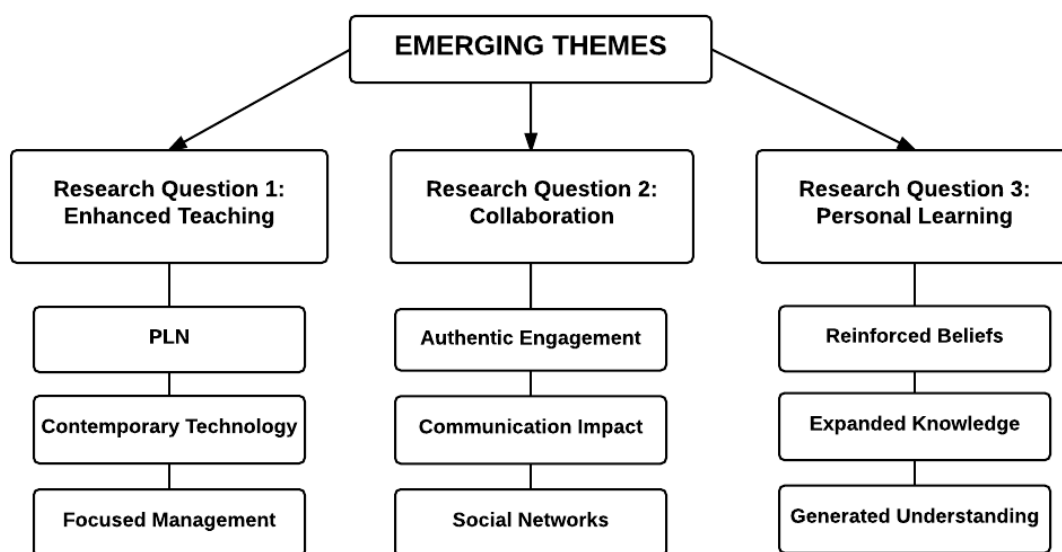 EMERGING THEMES
Research Question 1:
Enhanced Teaching
PLN
Contemporary Technology
Focused Management
Research Question 2:
Collaboration
Authentic Engagement
Communication Impact
Social Networks
Research Question 3:
Personal Learning
Reinforced Beliefs
Expanded Knowledge
Generated Understanding